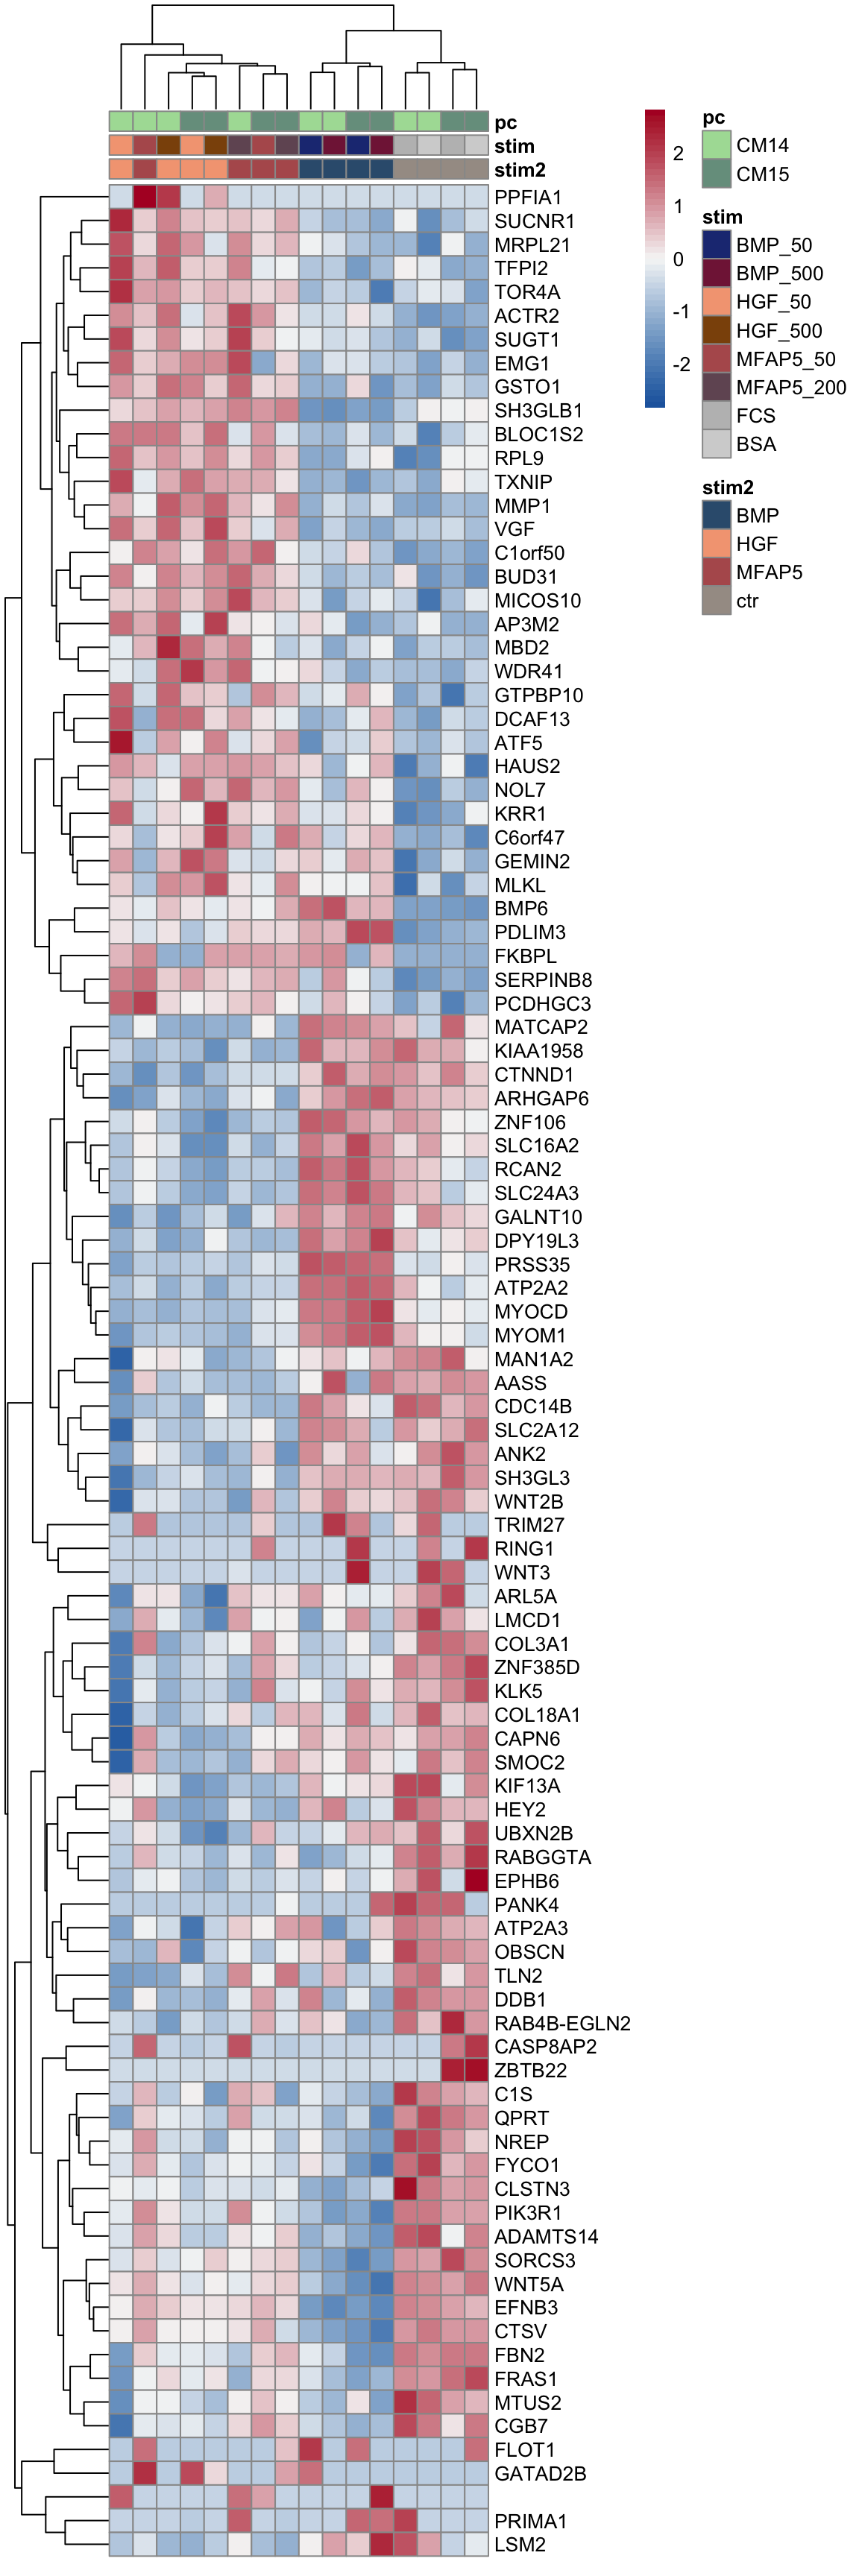 pc
stim
stim2
PPFIA1
SUCNR1
MRPL21
TFPI2
TOR4A
ACTR2
SUGT1
EMG1
GSTO1
SH3GLB1
BLOC1S2
RPL9
TXNIP
MMP1
VGF
C1orf50
BUD31
MICOS10
AP3M2
MBD2
WDR41
GTPBP10
DCAF13
ATF5
HAUS2
NOL7
KRR1
C6orf47
GEMIN2
MLKL
BMP6
PDLIM3
FKBPL
SERPINB8
PCDHGC3
MATCAP2
KIAA1958
CTNND1
ARHGAP6
ZNF106
SLC16A2
RCAN2
SLC24A3
GALNT10
DPY19L3
PRSS35
ATP2A2
MYOCD
MYOM1
MAN1A2
AASS
CDC14B
SLC2A12
ANK2
SH3GL3
WNT2B
TRIM27
RING1
WNT3
ARL5A
LMCD1
COL3A1
ZNF385D
KLK5
COL18A1
CAPN6
SMOC2
KIF13A
HEY2
UBXN2B
RABGGTA
EPHB6
PANK4
ATP2A3
OBSCN
TLN2
DDB1
RAB4B-EGLN2
CASP8AP2
ZBTB22
C1S
QPRT
NREP
FYCO1
CLSTN3
PIK3R1
ADAMTS14
SORCS3
WNT5A
EFNB3
CTSV
FBN2
FRAS1
MTUS2
CGB7
FLOT1
GATAD2B
PRIMA1
LSM2
2
1
0
-1
-2
pc
CM14
CM15
stim
BMP_50
BMP_500
HGF_50
HGF_500
MFAP5_50
MFAP5_200
FCS
BSA
stim2
BMP
HGF
MFAP5
ctr